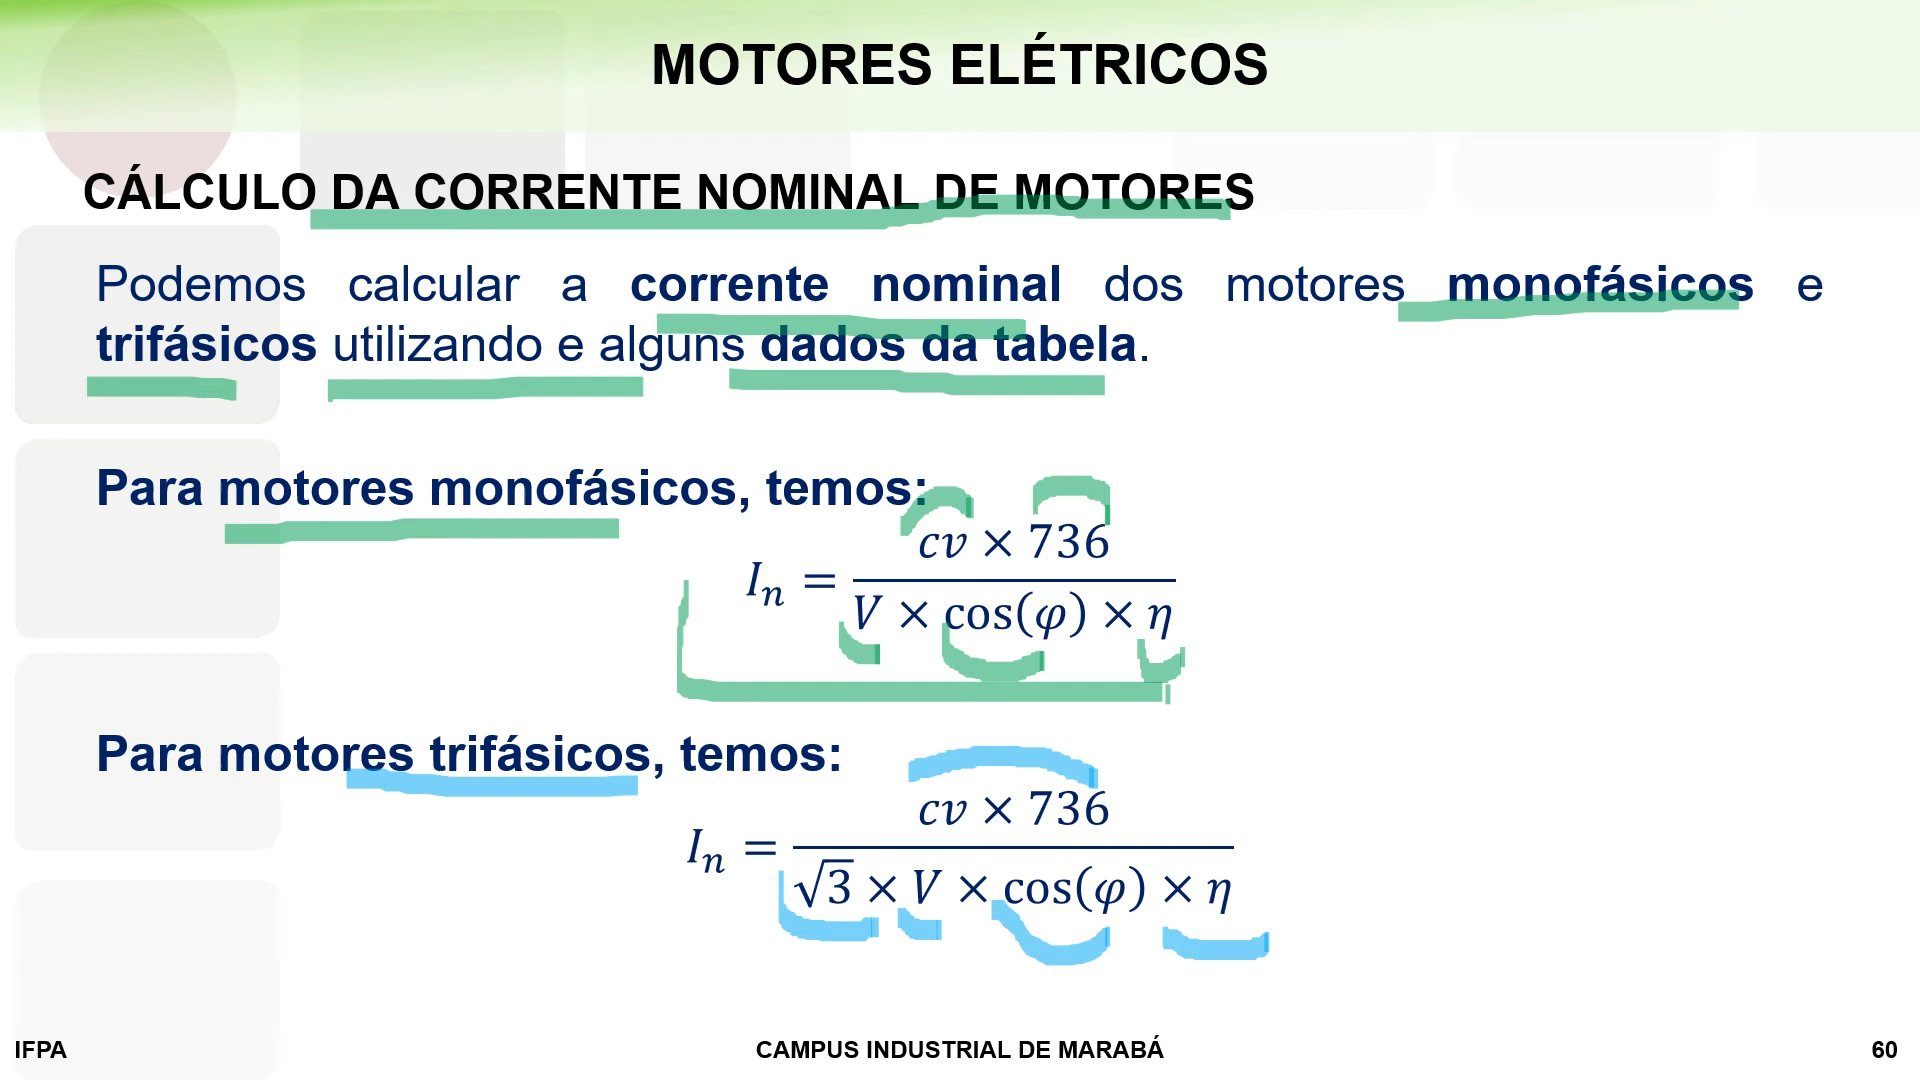 MOTORES ELÉTRICOS
CÁLCULO DA CORRENTE NOMINAL DE MOTORES
Podemos calcular a corrente nominal dos motores monofásicos e
trifásicos utilizando e alguns dados da tabela.
Para motores monofásicos, temos:
Iₙ = (cv × 736) / (V × cos(φ) × η)
Para motores trifásicos, temos:
Iₙ = (cv × 736) / (√3 × V × cos(φ) × η)
IFPA CAMPUS INDUSTRIAL DE MARABÁ 60